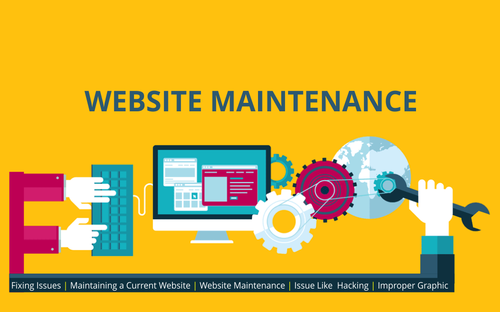 WEBSITE MAINTENANCE
Fixing Issues | Maintaining a Current Website | Website Maintenance | Issue Like Hacking | Improper Graphic